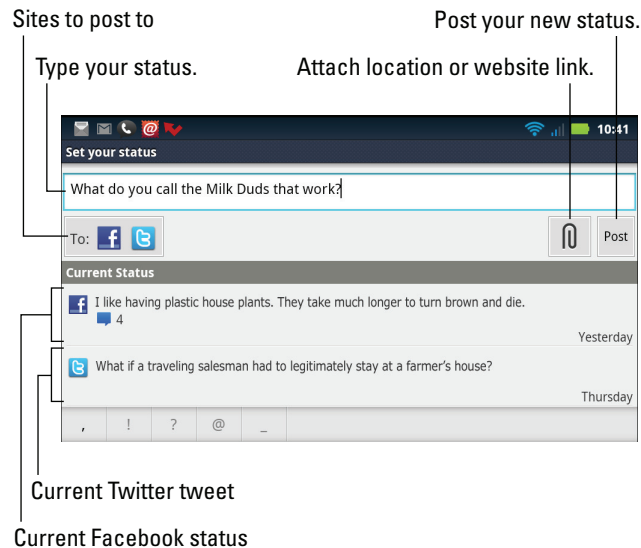 Sites to post to
Post your new status.
Type your status.
Attach location or website link.
10:41
Set your status
What do you call the Milk Duds that work?
To:
Post
Current Status
I like having plastic house plants. They take much longer to turn brown and die.
4
Yesterday
What if a traveling salesman had to legitimately stay at a farmer's house?
Thursday
, ! ? @ _
Current Twitter tweet
Current Facebook status